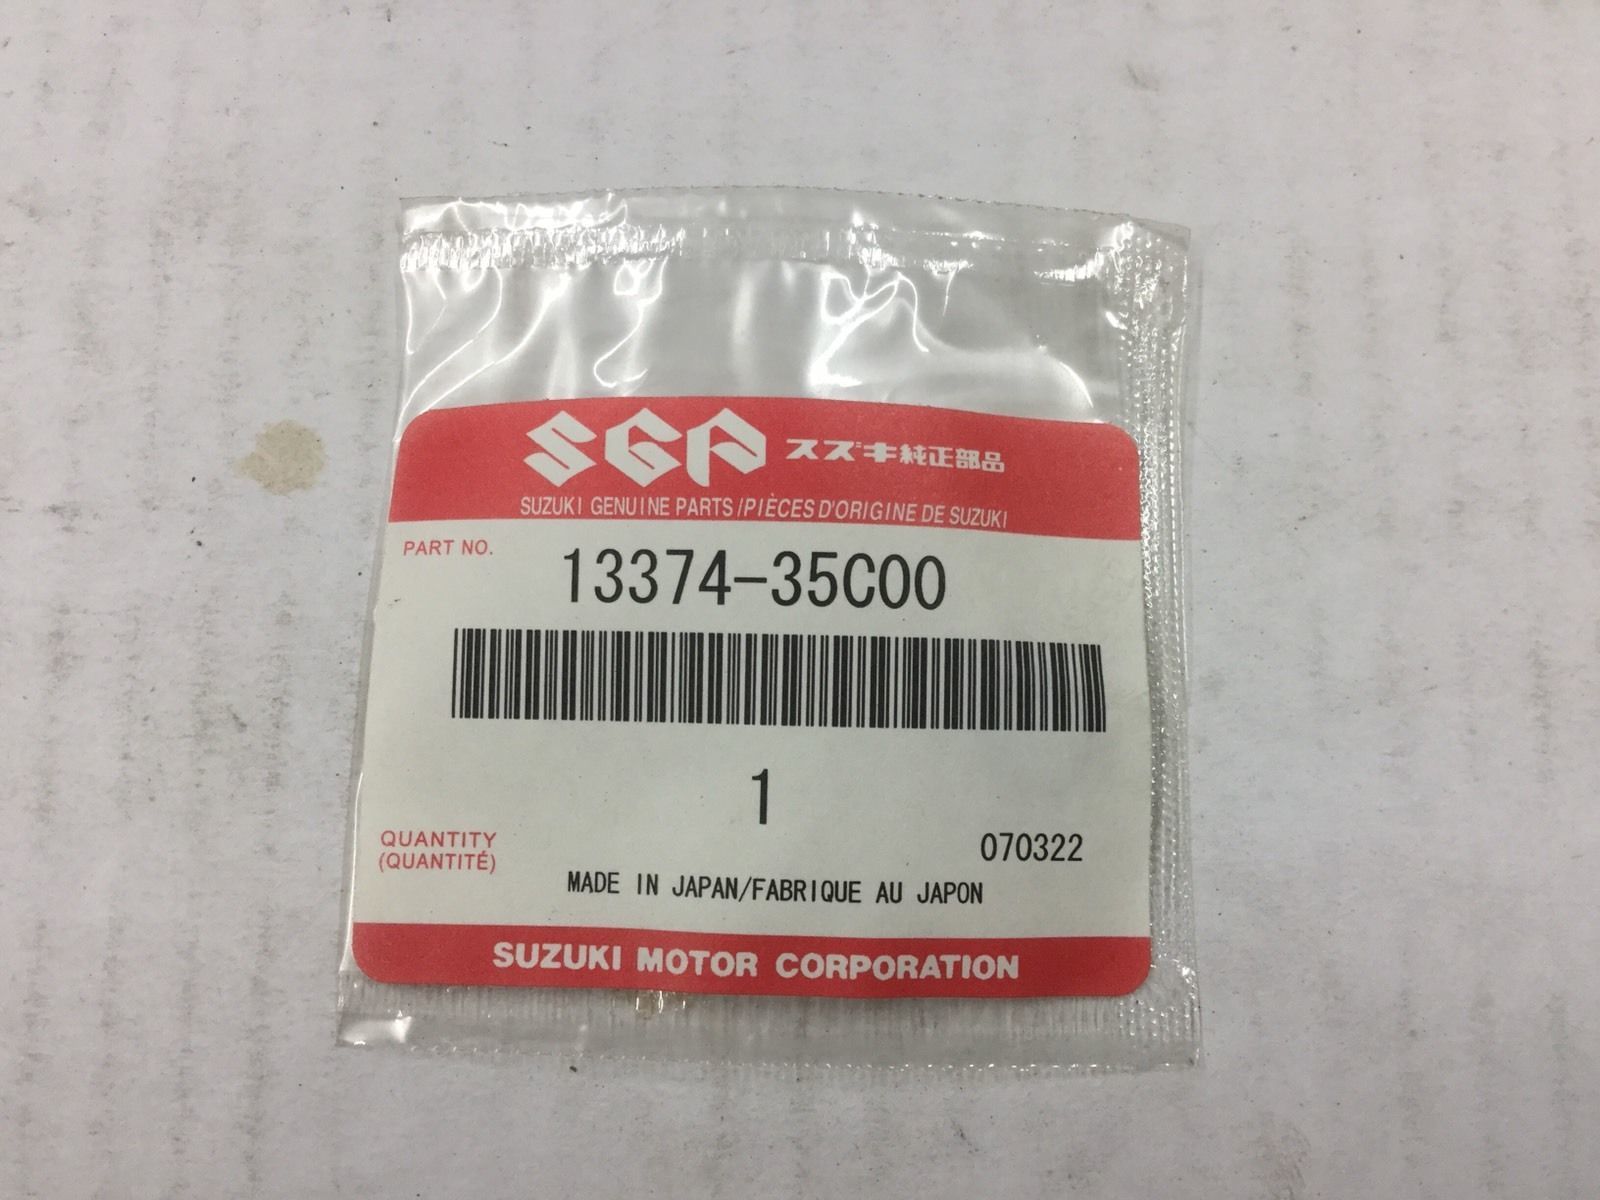 SGP スズキ純正部品
SUZUKI GENUINE PARTS/PIÈCES D'ORIGINE DE SUZUKI
PART NO. 13374-35C00
1
QUANTITY
(QUANTITÉ)
070322
MADE IN JAPAN/FABRIQUE AU JAPON
SUZUKI MOTOR CORPORATION